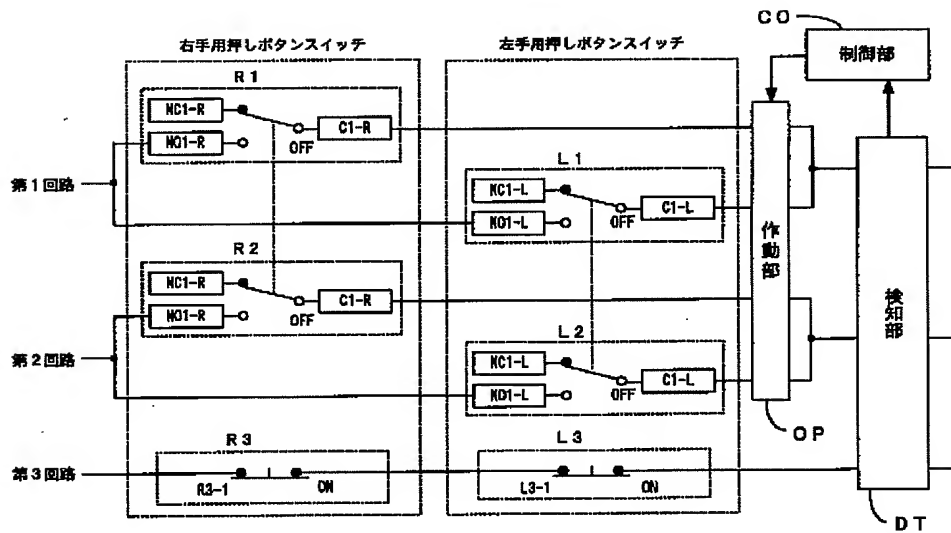 CO
制御部
右手用押しボタンスイッチ
左手用押しボタンスイッチ
R1
NC1-R
NO1-R
OFF
C1-R
第1回路
L1
NC1-L
NO1-L
OFF
C1-L
作動部
検知部
R2
NC1-R
NO1-R
OFF
C1-R
第2回路
L2
NC1-L
NO1-L
OFF
C1-L
OP
R3
L3
第3回路
R3-1
ON
L3-1
ON
DT